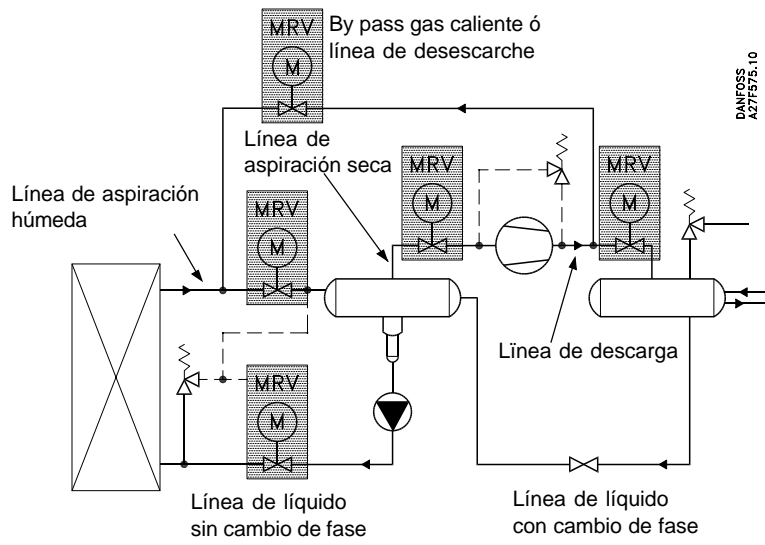 MRV
M
By pass gas caliente ó
línea de desescarche
DANFOSS
A27F575.10
Línea de
aspiración seca
MRV
M
MRV
M
Línea de aspiración
húmeda
MRV
M
Lïnea de descarga
MRV
M
Línea de líquido
sin cambio de fase
Línea de líquido
con cambio de fase